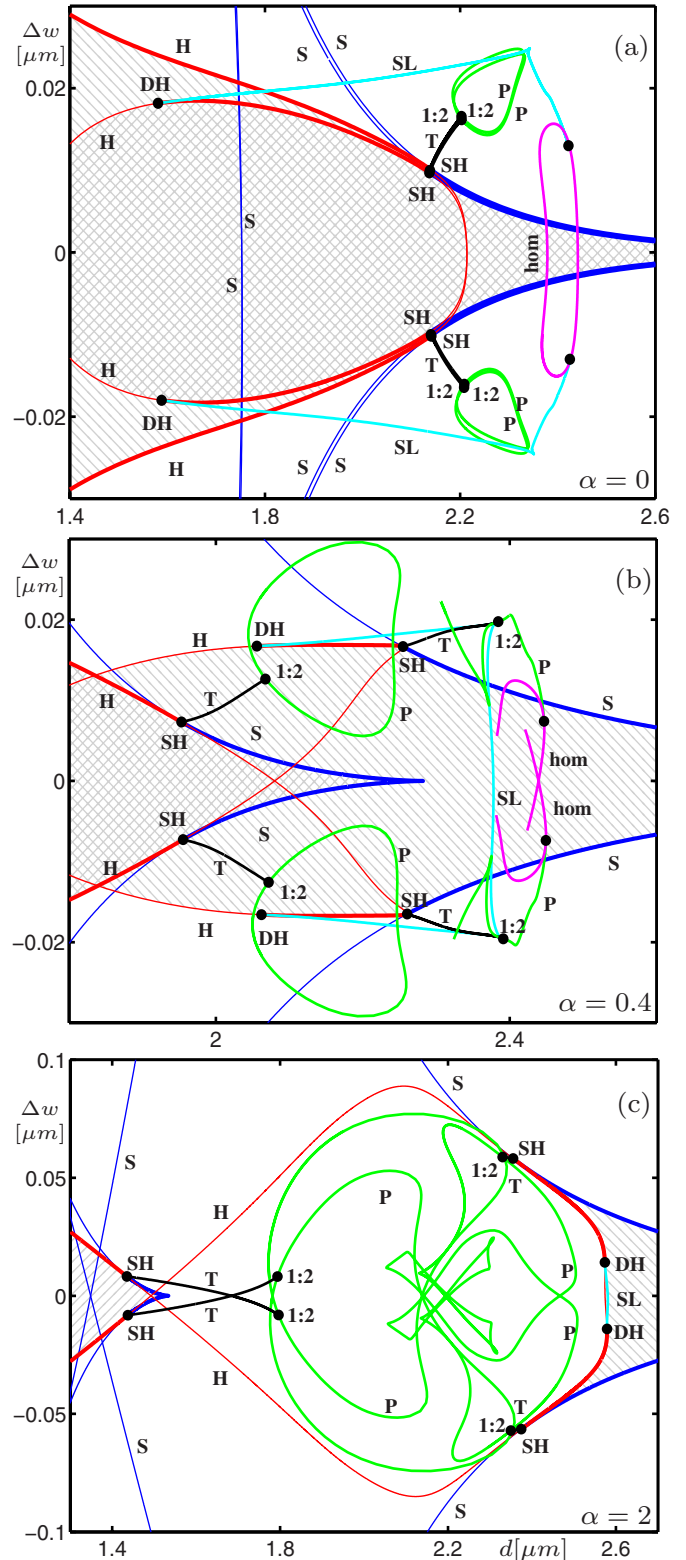 Δw
[μm]
(a)
0.02
0
−0.02
1.4
1.8
2.2
2.6
α = 0
H
DH
H
S
S
S
SL
1:2
1:2
T
SH
SH
P
P
S
S
hom
SH
SH
T
1:2
1:2
P
P
H
DH
H
S
S
SL
Δw
[μm]
(b)
0.02
0
−0.02
2
2.4
α = 0.4
H
DH
H
T
1:2
SH
S
P
SH
T
1:2
P
S
hom
SL
hom
SH
S
T
P
H
1:2
SH
T
P
S
H
DH
1:2
Δw
[μm]
(c)
0.1
0.05
0
−0.05
−0.1
1.4
1.8
2.2
2.6
d[μm]
α = 2
S
S
H
SH
1:2
T
P
SH
T
1:2
P
DH
SL
DH
T
1:2
SH
P
H
P
T
1:2
SH
S
S